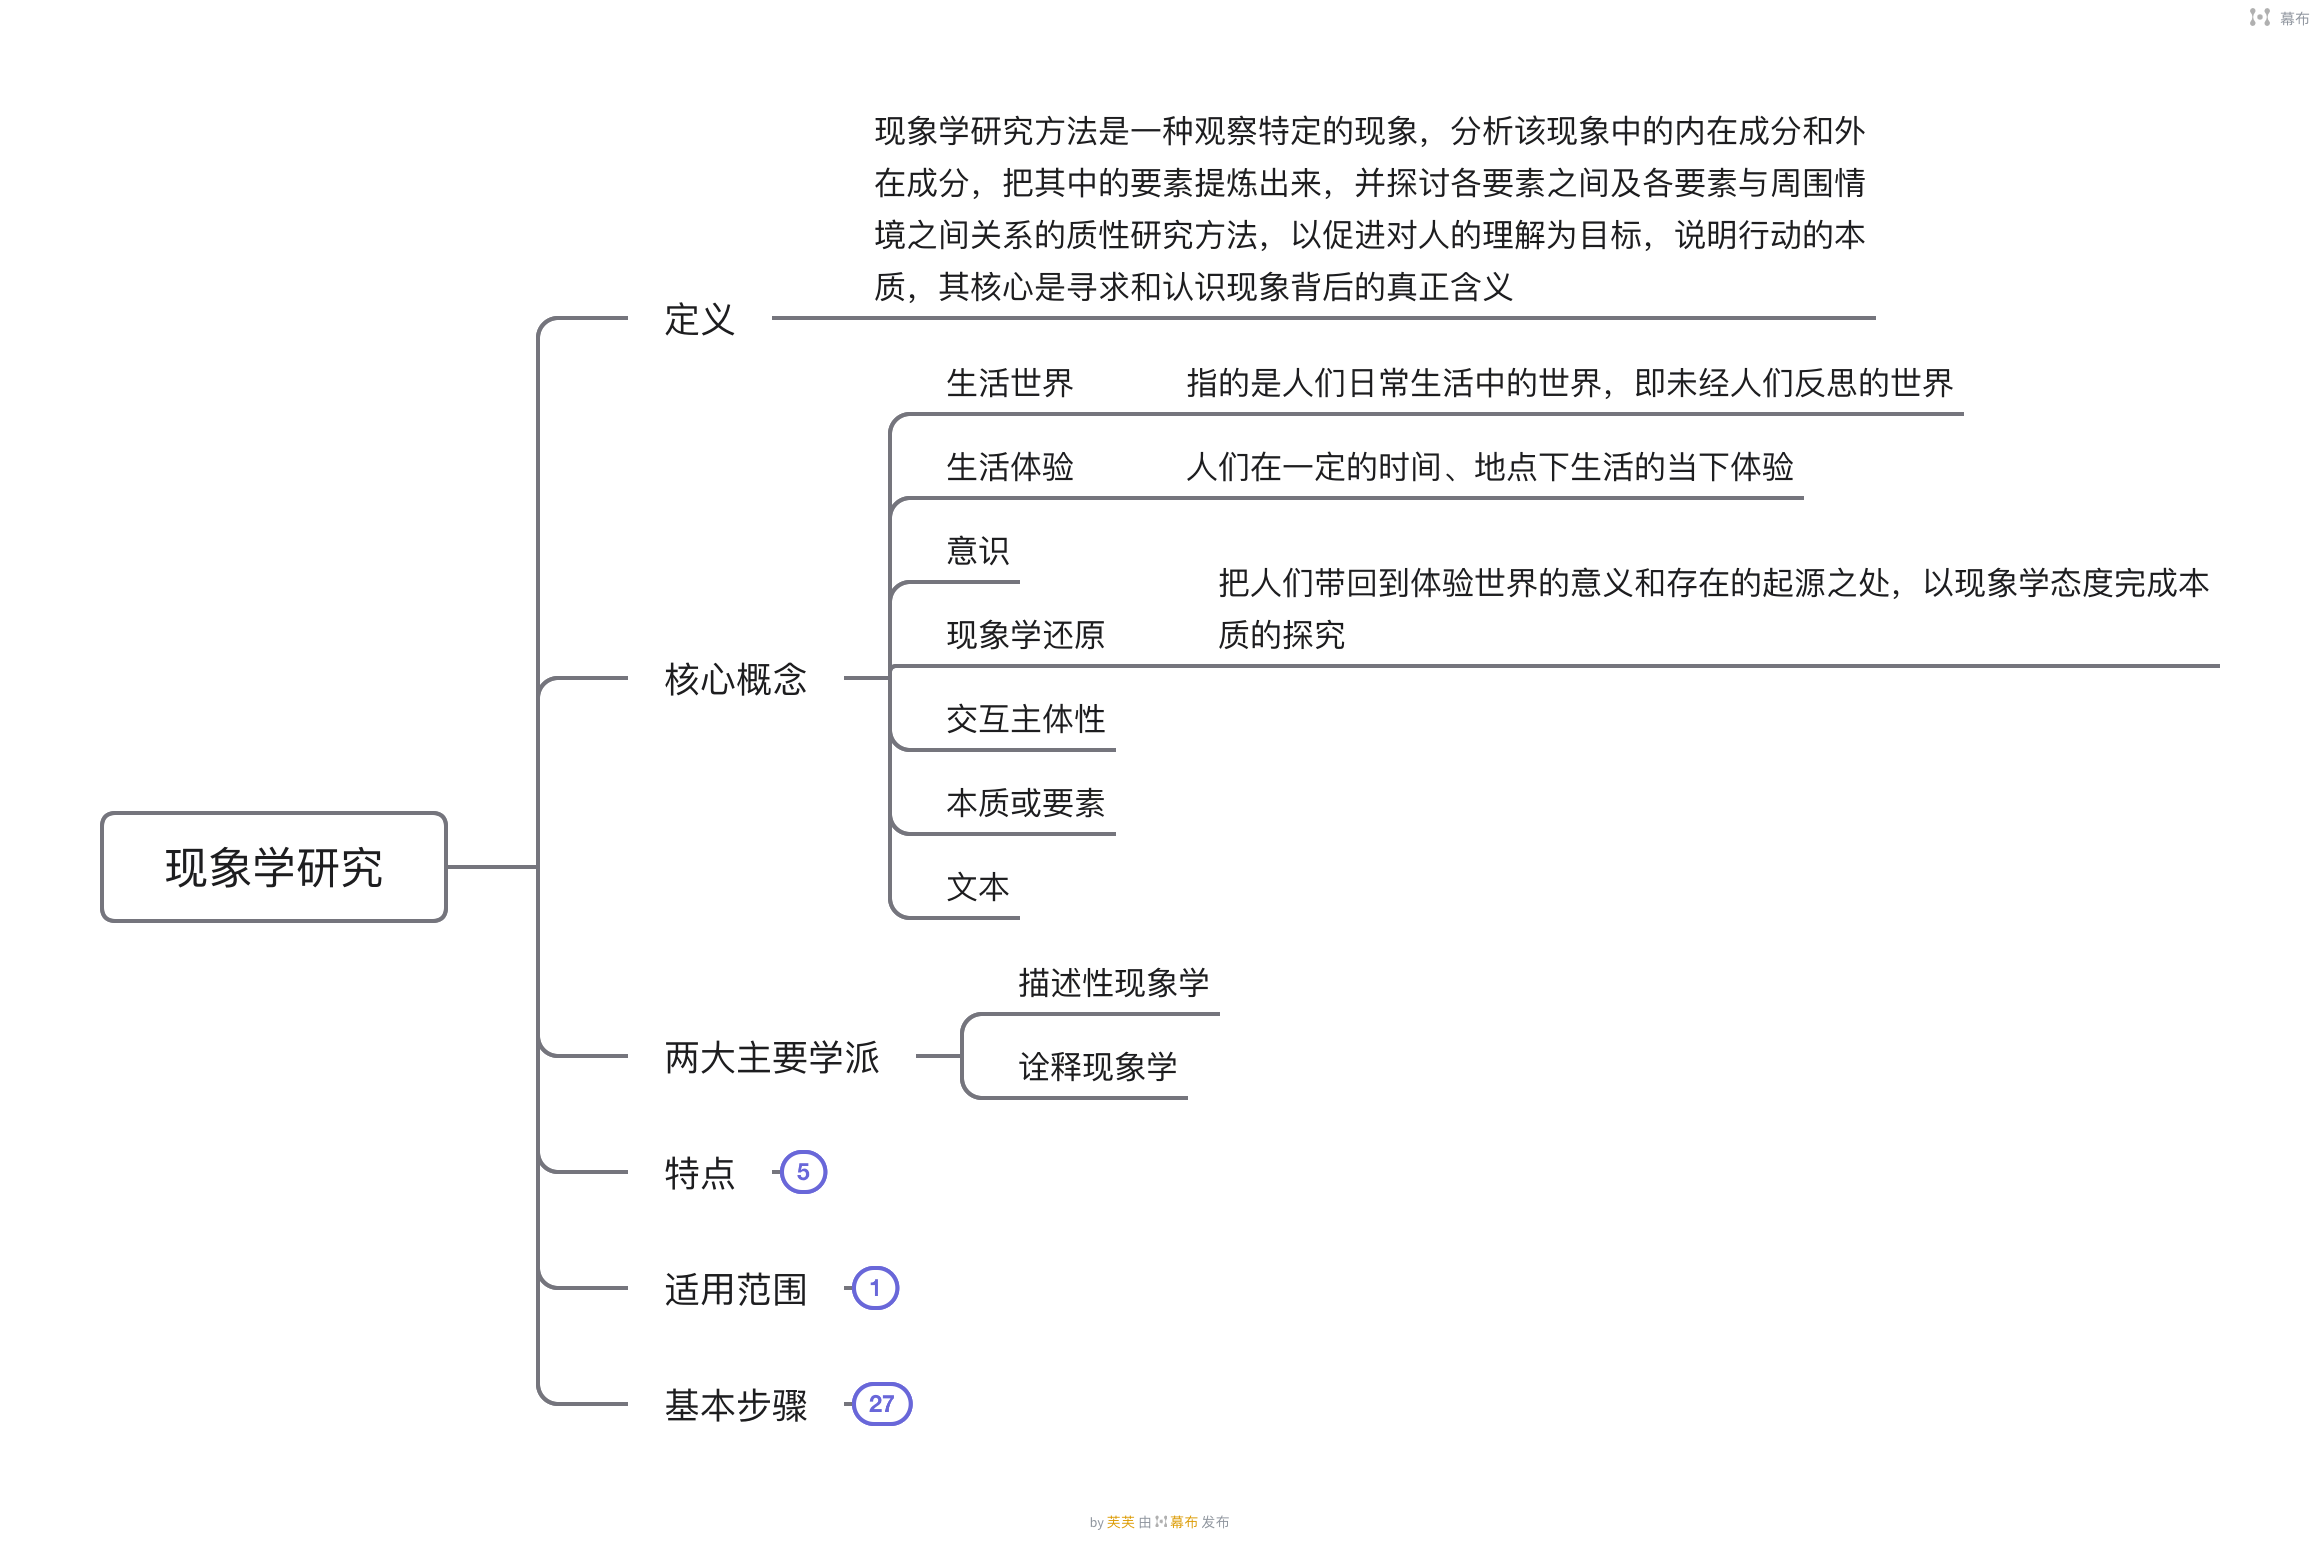 幕布
现象学研究方法是一种观察特定的现象，分析该现象中的内在成分和外
在成分，把其中的要素提炼出来，并探讨各要素之间及各要素与周围情
境之间关系的质性研究方法，以促进对人的理解为目标，说明行动的本
质，其核心是寻求和认识现象背后的真正含义
定义
生活世界 指的是人们日常生活中的世界，即未经人们反思的世界
生活体验 人们在一定的时间、地点下生活的当下体验
意识
把人们带回到体验世界的意义和存在的起源之处，以现象学态度完成本
现象学还原 质的探究
核心概念
交互主体性
本质或要素
现象学研究
文本
描述性现象学
两大主要学派
诠释现象学
特点 5
适用范围 1
基本步骤 27
by 芙芙 由 幕布 发布